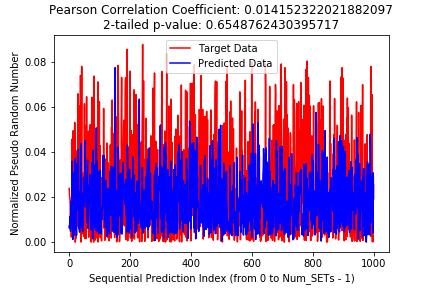 Pearson Correlation Coefficient: 0.014152322021882097
2-tailed p-value: 0.6548762430395717
Target Data
Predicted Data
Normalized Pseudo Random Number
0.08
0.06
0.04
0.02
0.00
0 200 400 600 800 1000
Sequential Prediction Index (from 0 to Num_SETs - 1)